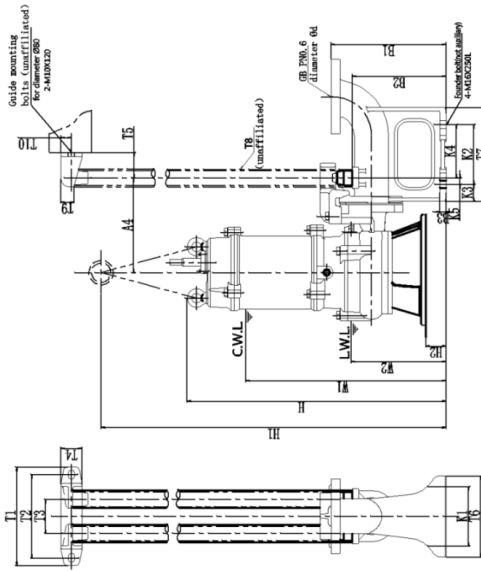 Guide mounting
bolts (unaffiliated)
for diameter Ø80
2-M10X120
T10
T5
T9
A4
T8
(unaffiliated)
GB PN0.6
diameter Ød
B1
B2
Founder bolt(not auxiliary)
4-M16X250L
K4
K2
K3
K5
C.W.L
L.W.L.
H2
W2
W1
H
H1
T4
T1
T2
T3
K1
T6